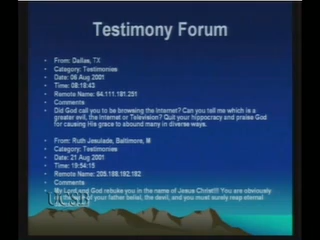 Testimony Forum
• From: Dallas, TX
• Category: Testimonies
• Date: 06 Aug 2001
• Time: 08:18:43
• Remote Name: 64.111.181.251
• Comments
• Did God call you to be browsing the Internet? Can you tell me which is a
greater evil, the Internet or Television? Quit your hippocracy and praise God
for causing His grace to abound many in diverse ways.
• From: Ruth Jesulade, Baltimore, M
• Category: Testimonies
• Date: 21 Aug 2001
• Time: 19:54:15
• Remote Name: 205.188.192.182
• Comments
• My Lord and God rebuke you in the name of Jesus Christ!!! You are obviously
of your father belial, the devil, and you must surely reap eternal